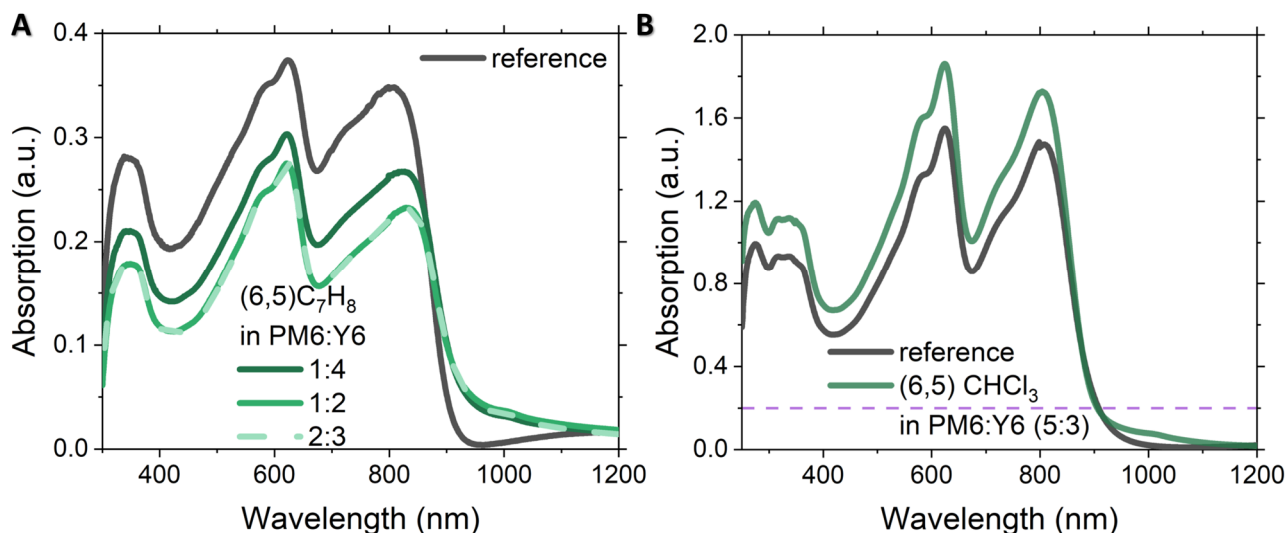 A
Absorption (a.u.)
0.4
0.3
0.2
0.1
0.0
reference
(6,5)C₇H₈
in PM6:Y6
1:4
1:2
2:3
400 600 800 1000 1200
Wavelength (nm)
B
Absorption (a.u.)
2.0
1.6
1.2
0.8
0.4
0.0
reference
(6,5) CHCl₃
in PM6:Y6 (5:3)
400 600 800 1000 1200
Wavelength (nm)